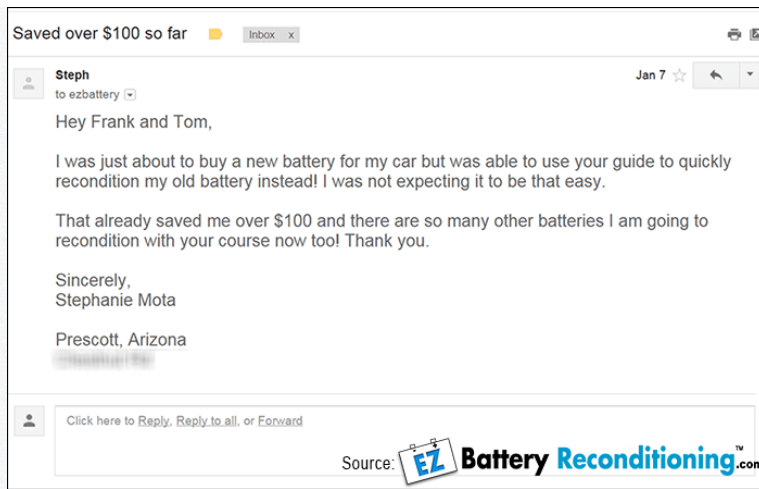 Saved over $100 so far
Inbox x
Steph
Jan 7
to ezbattery
Hey Frank and Tom,
I was just about to buy a new battery for my car but was able to use your guide to quickly
recondition my old battery instead! I was not expecting it to be that easy.
That already saved me over $100 and there are so many other batteries I am going to
recondition with your course now too! Thank you.
Sincerely,
Stephanie Mota
Prescott, Arizona
Click here to Reply, Reply to all, or Forward
Source: EZ Battery Reconditioning™.com